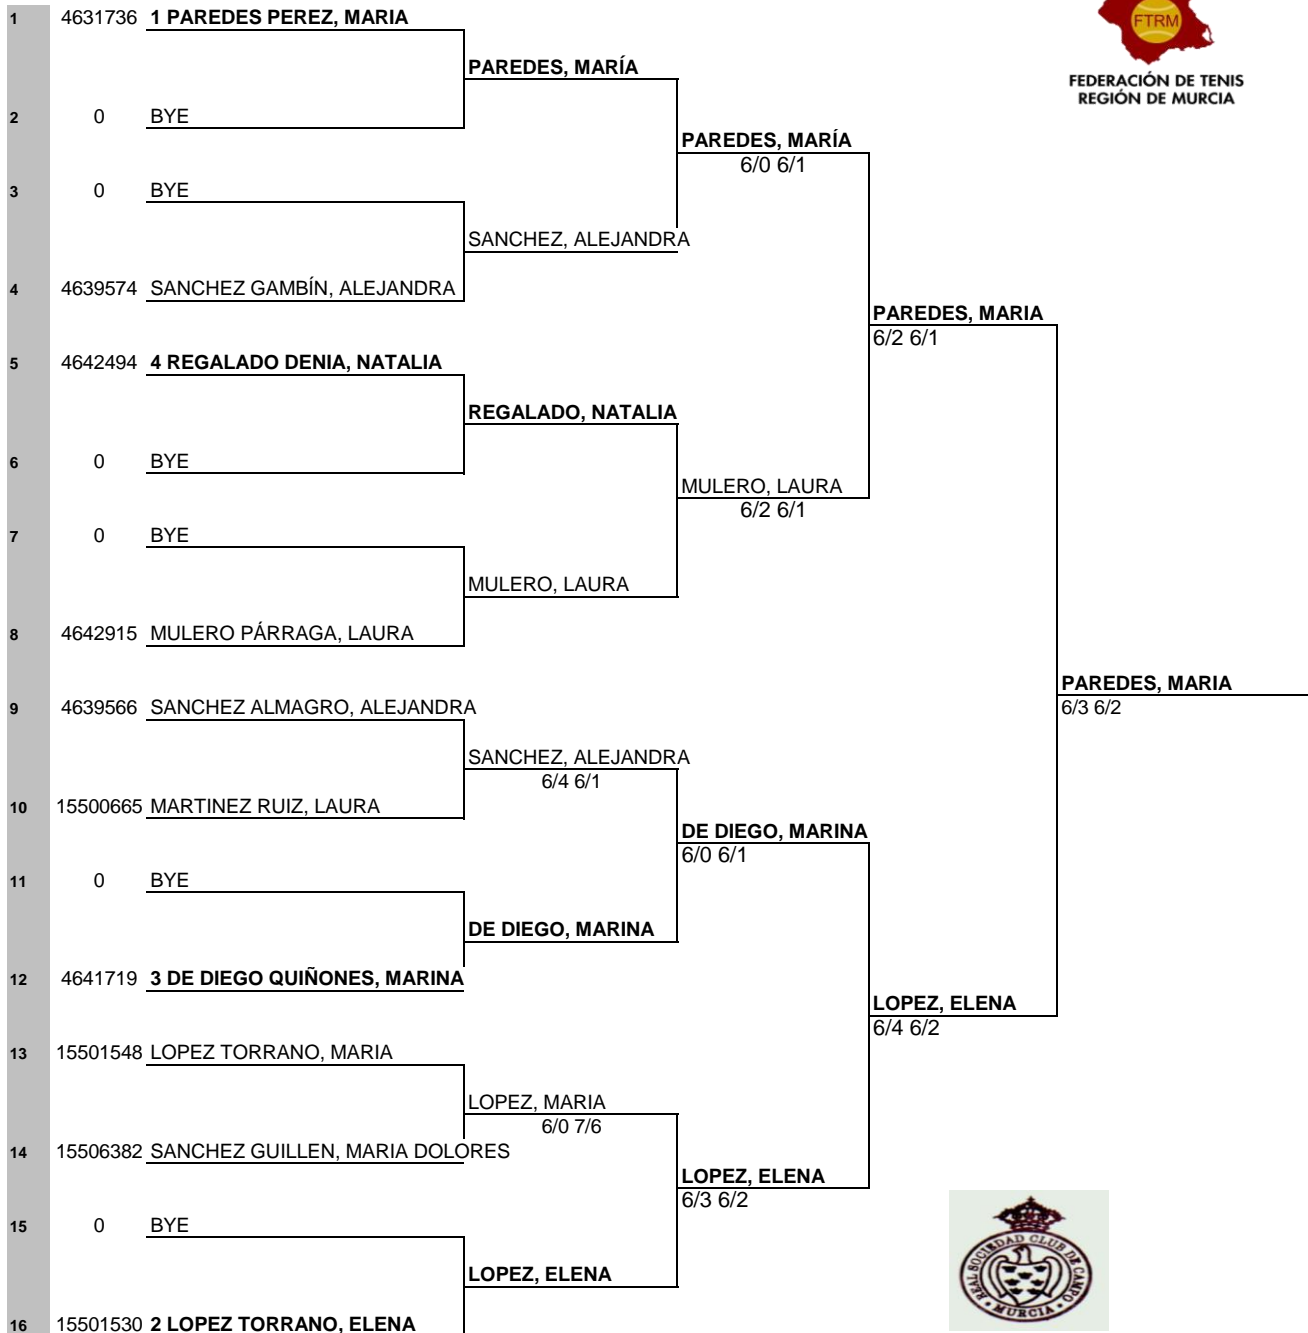 1 4631736 1 PAREDES PEREZ, MARIA
FTRM
FEDERACIÓN DE TENIS
REGIÓN DE MURCIA
PAREDES, MARÍA
2 0 BYE
PAREDES, MARÍA
6/0 6/1
3 0 BYE
SANCHEZ, ALEJANDRA
4 4639574 SANCHEZ GAMBÍN, ALEJANDRA
PAREDES, MARIA
6/2 6/1
5 4642494 4 REGALADO DENIA, NATALIA
REGALADO, NATALIA
6 0 BYE
MULERO, LAURA
6/2 6/1
7 0 BYE
MULERO, LAURA
8 4642915 MULERO PÁRRAGA, LAURA
PAREDES, MARIA
6/3 6/2
9 4639566 SANCHEZ ALMAGRO, ALEJANDRA
SANCHEZ, ALEJANDRA
6/4 6/1
10 15500665 MARTINEZ RUIZ, LAURA
DE DIEGO, MARINA
6/0 6/1
11 0 BYE
DE DIEGO, MARINA
12 4641719 3 DE DIEGO QUIÑONES, MARINA
LOPEZ, ELENA
6/4 6/2
13 15501548 LOPEZ TORRANO, MARIA
LOPEZ, MARIA
6/0 7/6
14 15506382 SANCHEZ GUILLEN, MARIA DOLORES
LOPEZ, ELENA
6/3 6/2
15 0 BYE
REAL SOCIEDAD CLUB DE CAMPO
MURCIA
LOPEZ, ELENA
16 15501530 2 LOPEZ TORRANO, ELENA